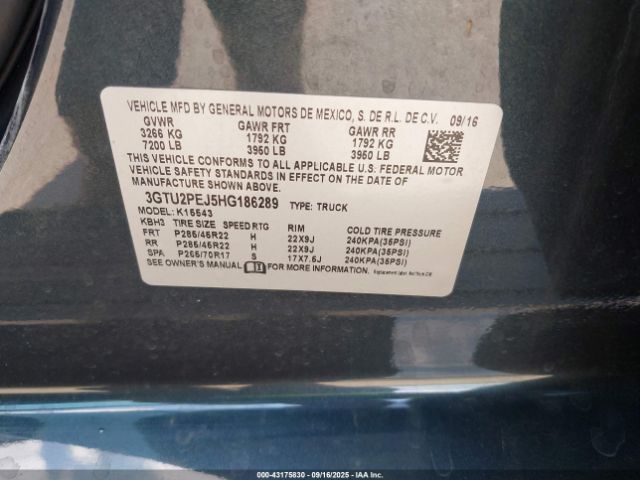 VEHICLE MFD BY GENERAL MOTORS DE MEXICO, S. DE R.L. DE C.V. 09/16
GVWR GAWR FRT GAWR RR
3266 KG 1792 KG 1792 KG
7200 LB 3950 LB 3950 LB
THIS VEHICLE CONFORMS TO ALL APPLICABLE U.S. FEDERAL MOTOR
VEHICLE SAFETY STANDARDS IN EFFECT ON THE DATE OF
MANUFACTURE SHOWN ABOVE.
3GTU2PEJ5HG186289 TYPE: TRUCK
MODEL: K15543
KBH3 TIRE SIZE SPEED RTG RIM COLD TIRE PRESSURE
FRT P285/45R22 H 22X9J 240KPA(35PSI)
RR P285/45R22 H 22X9J 240KPA(35PSI)
SPA P265/70R17 S 17X7.5J 240KPA(35PSI)
SEE OWNER'S MANUAL FOR MORE INFORMATION.
Replacement label.
000-43175830 - 09/16/2025 - IAAI.COM